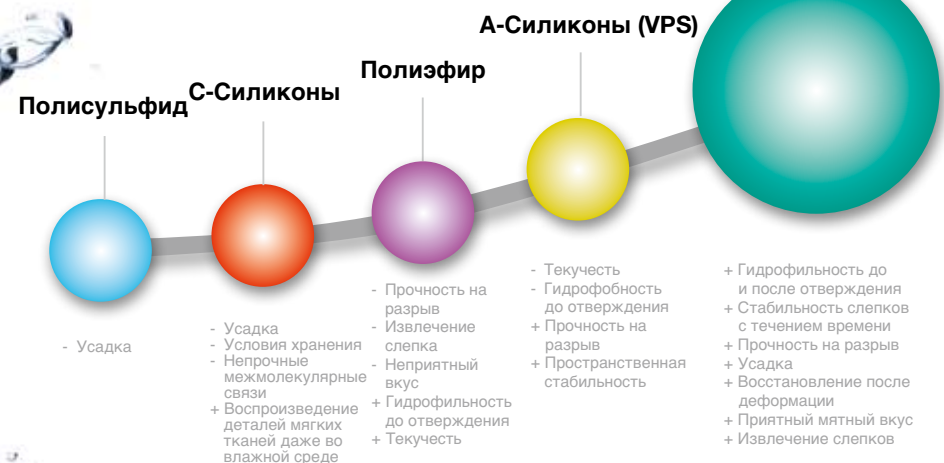 А-Силиконы (VPS)
Полиэфир
С-Силиконы
Полисульфид
- Усадка
- Усадка
- Условия хранения
- Непрочные
межмолекулярные
связи
+ Воспроизведение
деталей мягких
тканей даже во
влажной среде
- Прочность на
разрыв
- Извлечение
слепка
- Неприятный
вкус
+ Гидрофильность
до отверждения
+ Текучесть
- Текучесть
- Гидрофобность
до отверждения
+ Прочность на
разрыв
+ Пространственная
стабильность
+ Гидрофильность до
и после отверждения
+ Стабильность слепков
с течением времени
+ Прочность на разрыв
+ Усадка
+ Восстановление после
деформации
+ Приятный мятный вкус
+ Извлечение слепков